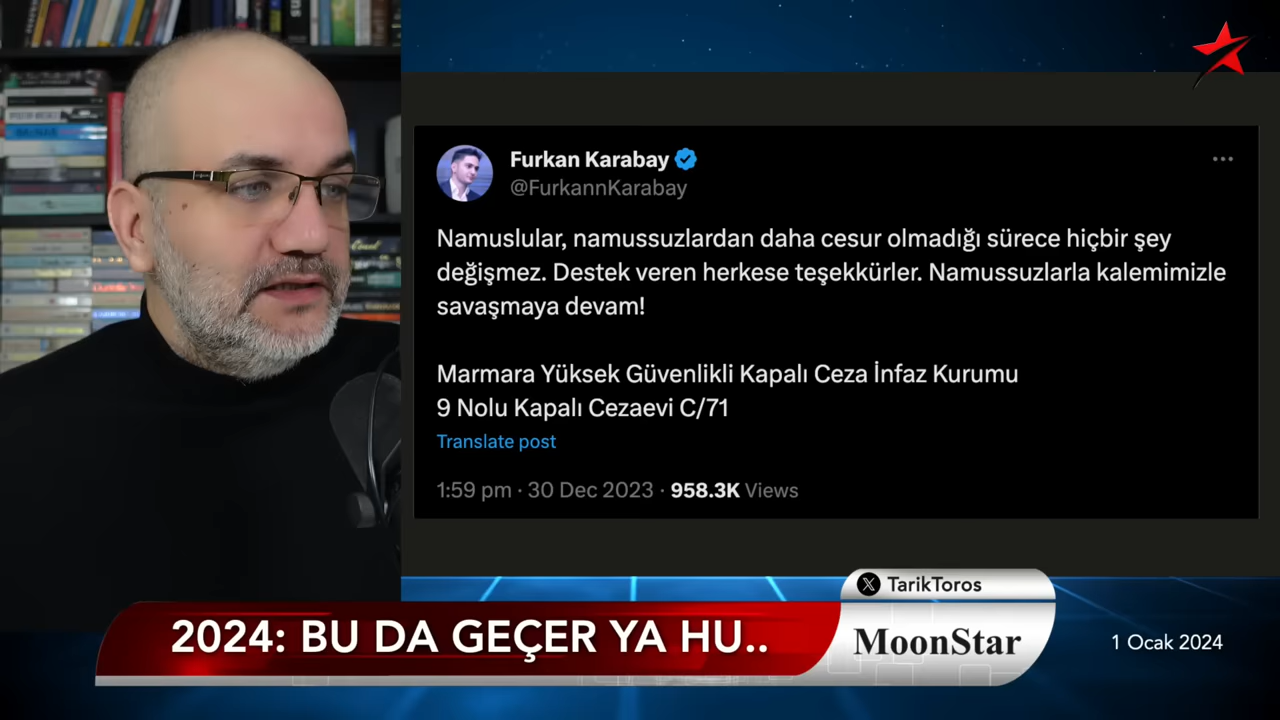 Furkan Karabay
@FurkannKarabay
Namuslular, namussuzlardan daha cesur olmadığı sürece hiçbir şey
değişmez. Destek veren herkese teşekkürler. Namussuzlarla kalemimizle
savaşmaya devam!
Marmara Yüksek Güvenlikli Kapalı Ceza İnfaz Kurumu
9 Nolu Kapalı Cezaevi C/71
Translate post
1:59 pm · 30 Dec 2023 · 958.3K Views
X TarikToros
2024: BU DA GEÇER YA HU..
MoonStar
1 Ocak 2024